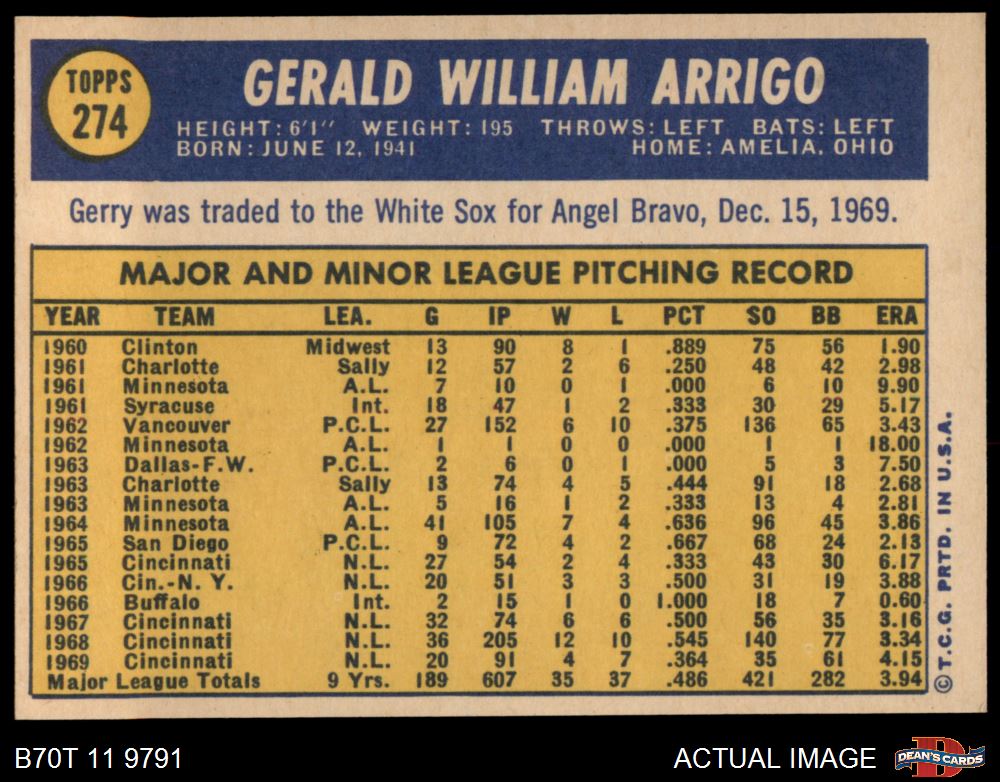 TOPPS
274
GERALD WILLIAM ARRIGO
HEIGHT: 6'1" WEIGHT: 195 THROWS: LEFT BATS: LEFT
BORN: JUNE 12, 1941 HOME: AMELIA, OHIO
Gerry was traded to the White Sox for Angel Bravo, Dec. 15, 1969.
MAJOR AND MINOR LEAGUE PITCHING RECORD
YEAR TEAM LEA. G IP W L PCT SO BB ERA
1960 Clinton Midwest 13 90 8 1 .889 75 56 1.90
1961 Charlotte Sally 12 57 2 6 .250 48 42 2.98
1961 Minnesota A.L. 7 10 0 1 .000 6 10 9.90
1961 Syracuse Int. 18 47 1 2 .333 30 29 5.17
1962 Vancouver P.C.L. 27 152 6 10 .375 136 65 3.43
1962 Minnesota A.L. 1 1 0 0 .000 1 1 18.00
1963 Dallas-F.W. P.C.L. 2 6 0 1 .000 5 3 7.50
1963 Charlotte Sally 13 74 4 5 .444 91 18 2.68
1963 Minnesota A.L. 5 16 1 2 .333 13 4 2.81
1964 Minnesota A.L. 41 105 7 4 .636 96 45 3.86
1965 San Diego P.C.L. 9 72 4 2 .667 68 24 2.13
1965 Cincinnati N.L. 27 54 2 4 .333 43 30 6.17
1966 Cin.-N. Y. N.L. 20 51 3 3 .500 31 19 3.88
1966 Buffalo Int. 2 15 1 0 1.000 18 7 0.60
1967 Cincinnati N.L. 32 74 6 6 .500 56 35 3.16
1968 Cincinnati N.L. 36 205 12 10 .545 140 77 3.34
1969 Cincinnati N.L. 20 91 4 7 .364 35 61 4.15
Major League Totals 9 Yrs. 189 607 35 37 .486 421 282 3.94
© T.C.G. PRTD. IN U.S.A.
B70T 11 9791
ACTUAL IMAGE
D
DEAN'S CARDS